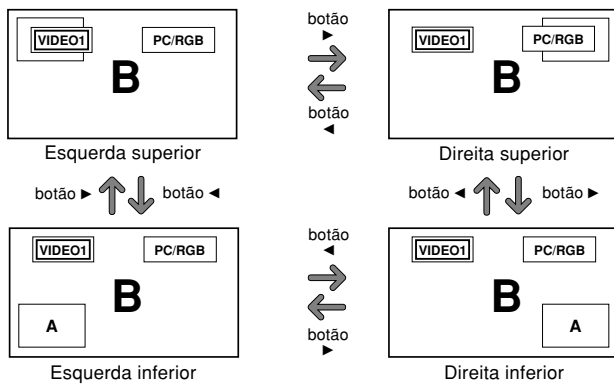 VIDEO1 PC/RGB
B
Esquerda superior
botão ►
botão ◄
VIDEO1 PC/RGB
B
Direita superior
botão ► botão ◄
botão ◄ botão ►
VIDEO1 PC/RGB
B
A
Esquerda inferior
botão ◄
botão ►
VIDEO1 PC/RGB
B
A
Direita inferior